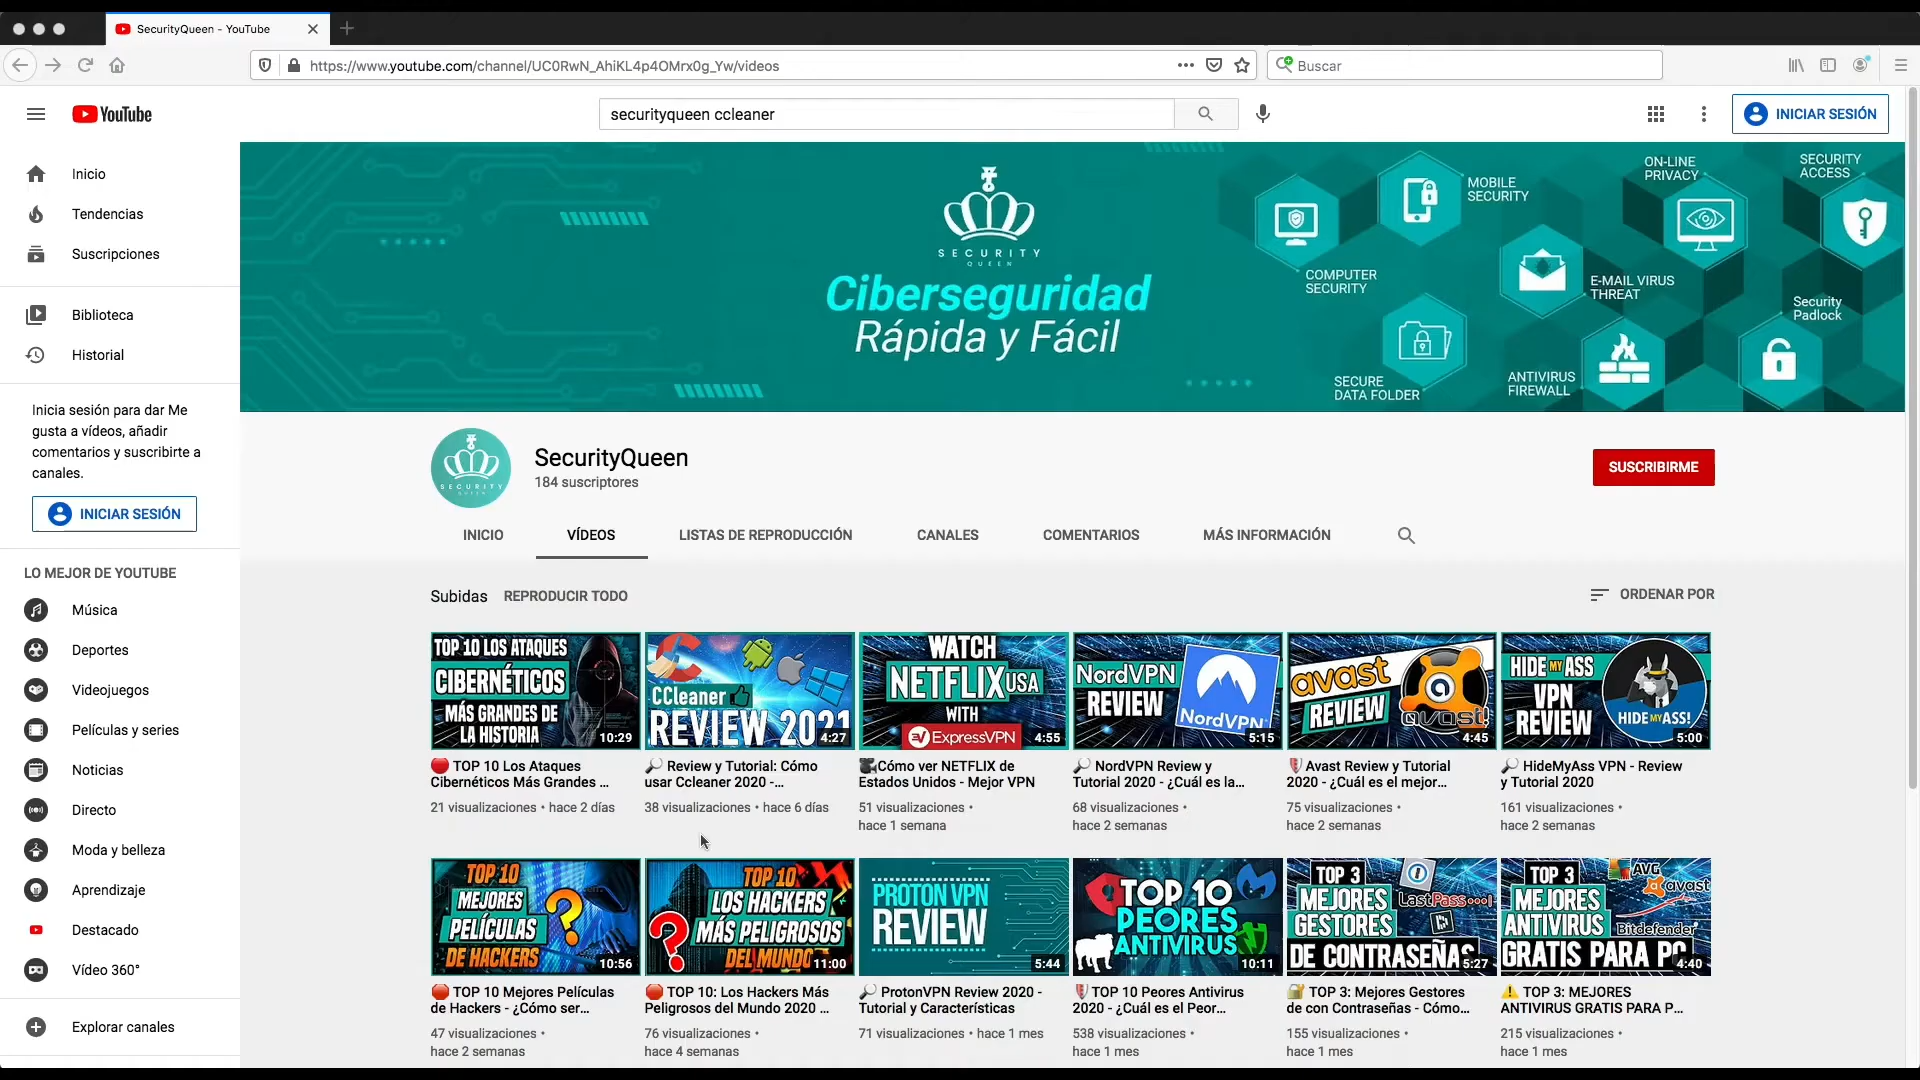 SecurityQueen - YouTube
https://www.youtube.com/channel/UC0RwN_AhiKL4p4OMrx0g_Yw/videos
Buscar
YouTube
securityqueen ccleaner
INICIAR SESIÓN
Inicio
Tendencias
Suscripciones
Biblioteca
Historial
Inicia sesión para dar Me
gusta a vídeos, añadir
comentarios y suscribirte a
canales.
INICIAR SESIÓN
LO MEJOR DE YOUTUBE
Música
Deportes
Videojuegos
Películas y series
Noticias
Directo
Moda y belleza
Aprendizaje
Destacado
Vídeo 360°
Explorar canales
SECURITY
QUEEN
Ciberseguridad
Rápida y Fácil
COMPUTER
SECURITY
MOBILE
SECURITY
ON-LINE
PRIVACY
SECURITY
ACCESS
E-MAIL VIRUS
THREAT
Security
Padlock
SECURE
DATA FOLDER
ANTIVIRUS
FIREWALL
SECURITY
QUEEN
SecurityQueen
184 suscriptores
SUSCRIBIRME
INICIO
VÍDEOS
LISTAS DE REPRODUCCIÓN
CANALES
COMENTARIOS
MÁS INFORMACIÓN
Subidas
REPRODUCIR TODO
ORDENAR POR
TOP 10 LOS ATAQUES
CIBERNÉTICOS
MÁS GRANDES DE
LA HISTORIA
10:29
TOP 10 Los Ataques
Cibernéticos Más Grandes ...
21 visualizaciones • hace 2 días
CCleaner
REVIEW 2021
4:27
Review y Tutorial: Cómo
usar Ccleaner 2020 -...
38 visualizaciones • hace 6 días
WATCH
NETFLIX USA
WITH
ExpressVPN
4:55
Cómo ver NETFLIX de
Estados Unidos - Mejor VPN
51 visualizaciones •
hace 1 semana
NordVPN
REVIEW
NordVPN
5:15
NordVPN Review y
Tutorial 2020 - ¿Cuál es la...
68 visualizaciones •
hace 2 semanas
avast
REVIEW
avast
4:45
Avast Review y Tutorial
2020 - ¿Cuál es el mejor...
75 visualizaciones •
hace 2 semanas
HIDE MY ASS
VPN
REVIEW
HIDE MY ASS!
5:00
HideMyAss VPN - Review
y Tutorial 2020
161 visualizaciones •
hace 2 semanas
TOP 10
MEJORES
PELÍCULAS
DE HACKERS
?
10:56
TOP 10 Mejores Películas
de Hackers - ¿Cómo ser...
47 visualizaciones •
hace 2 semanas
TOP 10
LOS HACKERS
MÁS PELIGROSOS
DEL MUNDO
?
11:00
TOP 10: Los Hackers Más
Peligrosos del Mundo 2020 ...
76 visualizaciones •
hace 4 semanas
PROTON VPN
REVIEW
5:44
ProtonVPN Review 2020 -
Tutorial y Características
71 visualizaciones • hace 1 mes
TOP 10
PEORES
ANTIVIRUS
10:11
TOP 10 Peores Antivirus
2020 - ¿Cuál es el Peor...
538 visualizaciones •
hace 1 mes
TOP 3
MEJORES
GESTORES
DE CONTRASEÑAS
LastPass
5:27
TOP 3: Mejores Gestores
de con Contraseñas - Cómo...
155 visualizaciones •
hace 1 mes
TOP 3
MEJORES
ANTIVIRUS
GRATIS PARA PC
AVG
avast
Bitdefender
4:40
TOP 3: MEJORES
ANTIVIRUS GRATIS PARA P...
215 visualizaciones •
hace 1 mes